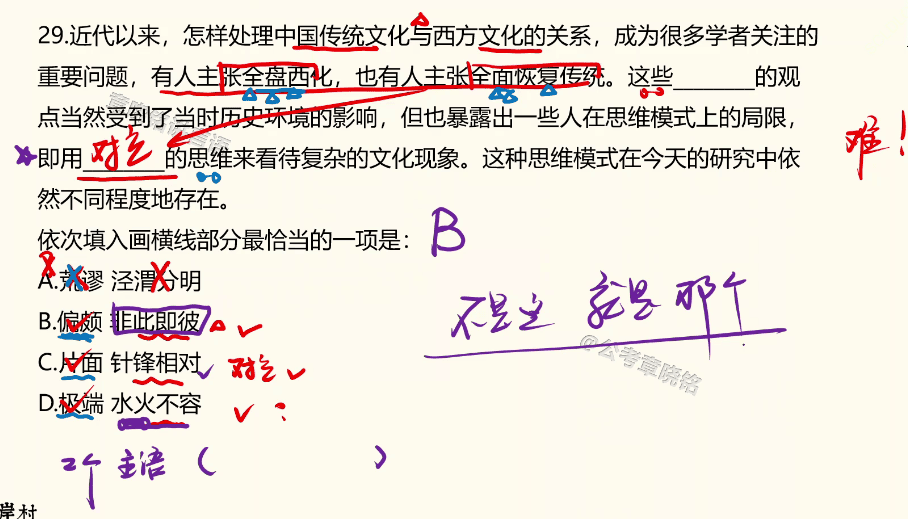 29.近代以来，怎样处理中国传统文化与西方文化的关系，成为很多学者关注的
重要问题，有人主张全盘西化，也有人主张全面恢复传统。这些________的观
点当然受到了当时历史环境的影响，但也暴露出一些人在思维模式上的局限，
难！
即用 对立 的思维来看待复杂的文化现象。这种思维模式在今天的研究中依
然不同程度地存在。
依次填入画横线部分最恰当的一项是：
B
A.荒谬 泾渭分明
B.偏颇 非此即彼
不是这 就是那个
C.片面 针锋相对 对立
@公考章晓铭
D.极端 水火不容
2个 主语（ ）
岸村